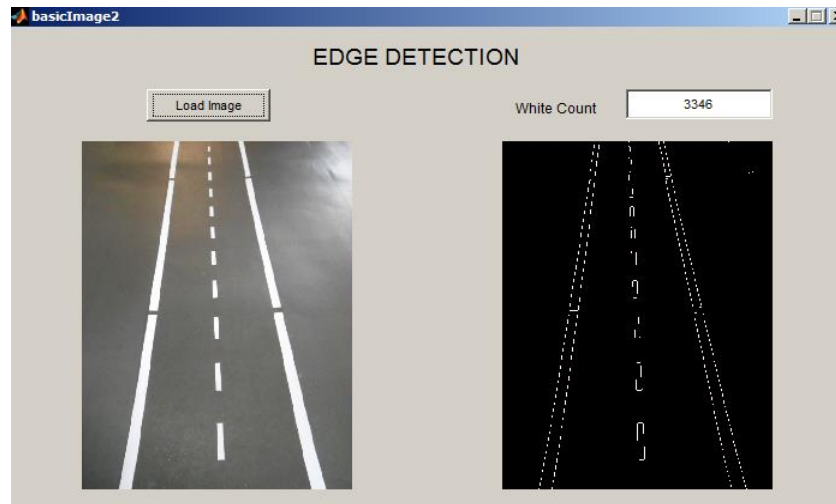 basicImage2
EDGE DETECTION
Load Image
White Count
3346